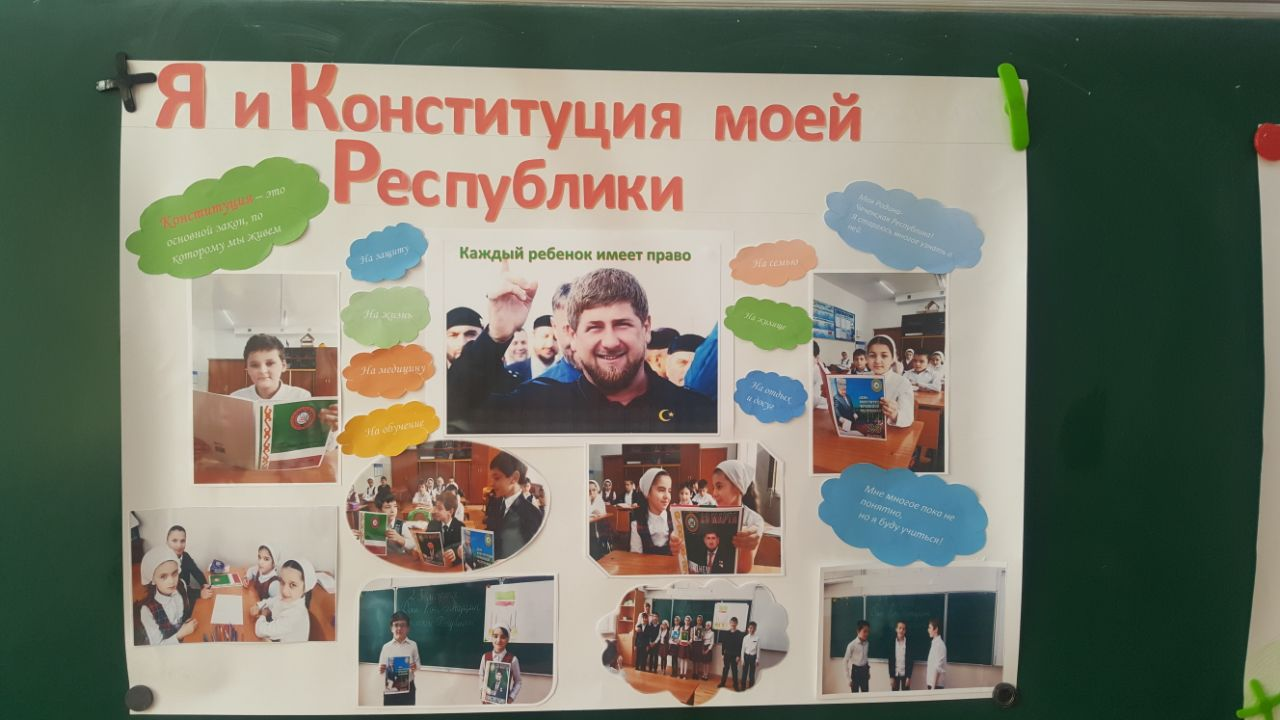 Я и Конституция моей
Республики
Конституция – это
основной закон, по
которому мы живем
На защиту
На жизнь
На медицину
На обучение
Каждый ребенок имеет право
На семью
На жилище
На отдых
и досуг
Моя Родина-
Чеченская Республика!
Я стараюсь многое узнать о
ней.
Мне многое пока не
понятно,
но я буду учиться!